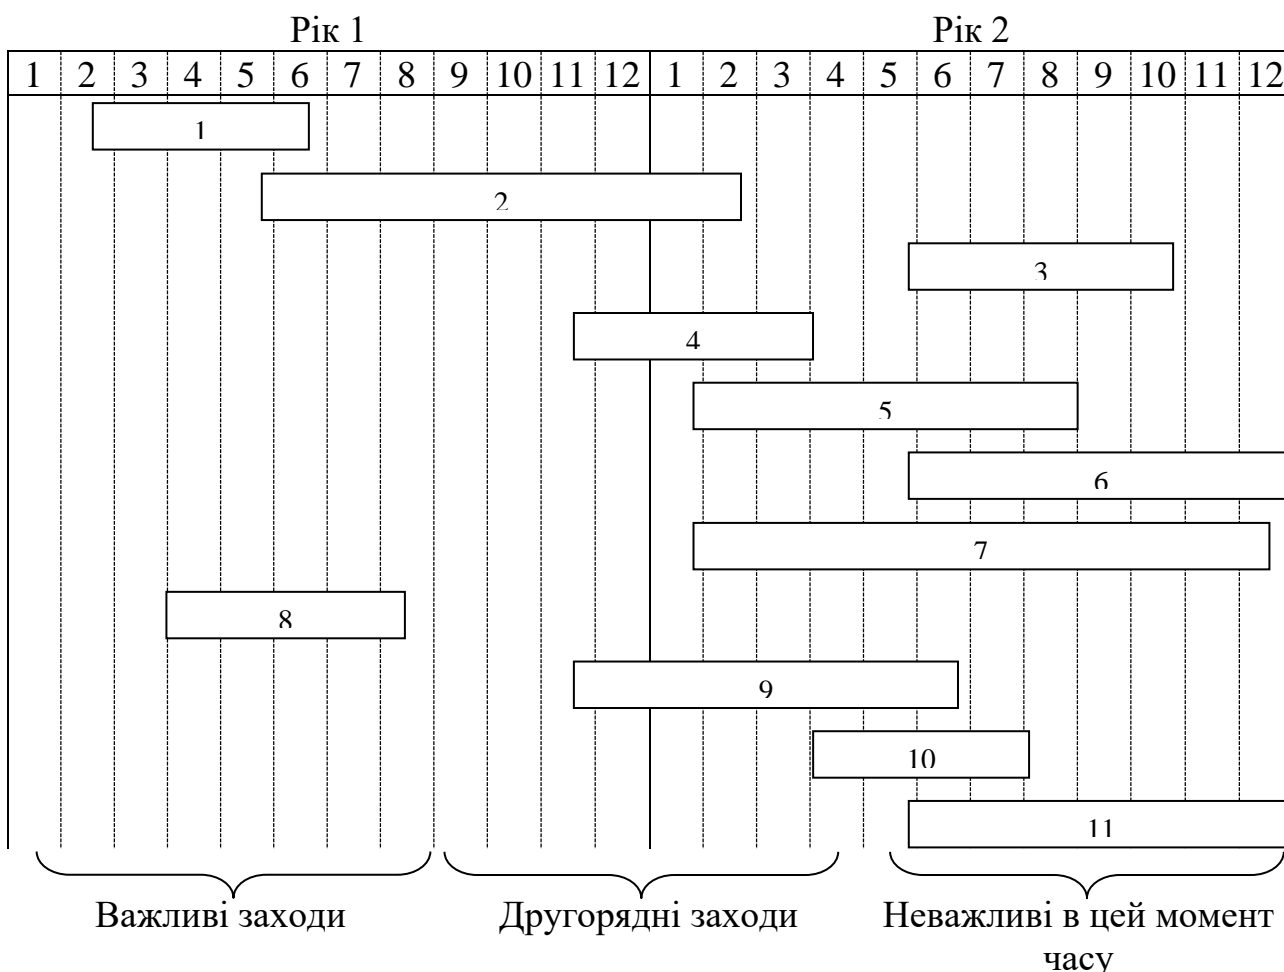 Рік 1 Рік 2
1 2 3 4 5 6 7 8 9 10 11 12 1 2 3 4 5 6 7 8 9 10 11 12
1
2
3
4
5
6
7
8
9
10
11
Важливі заходи Другорядні заходи Неважливі в цей момент
часу